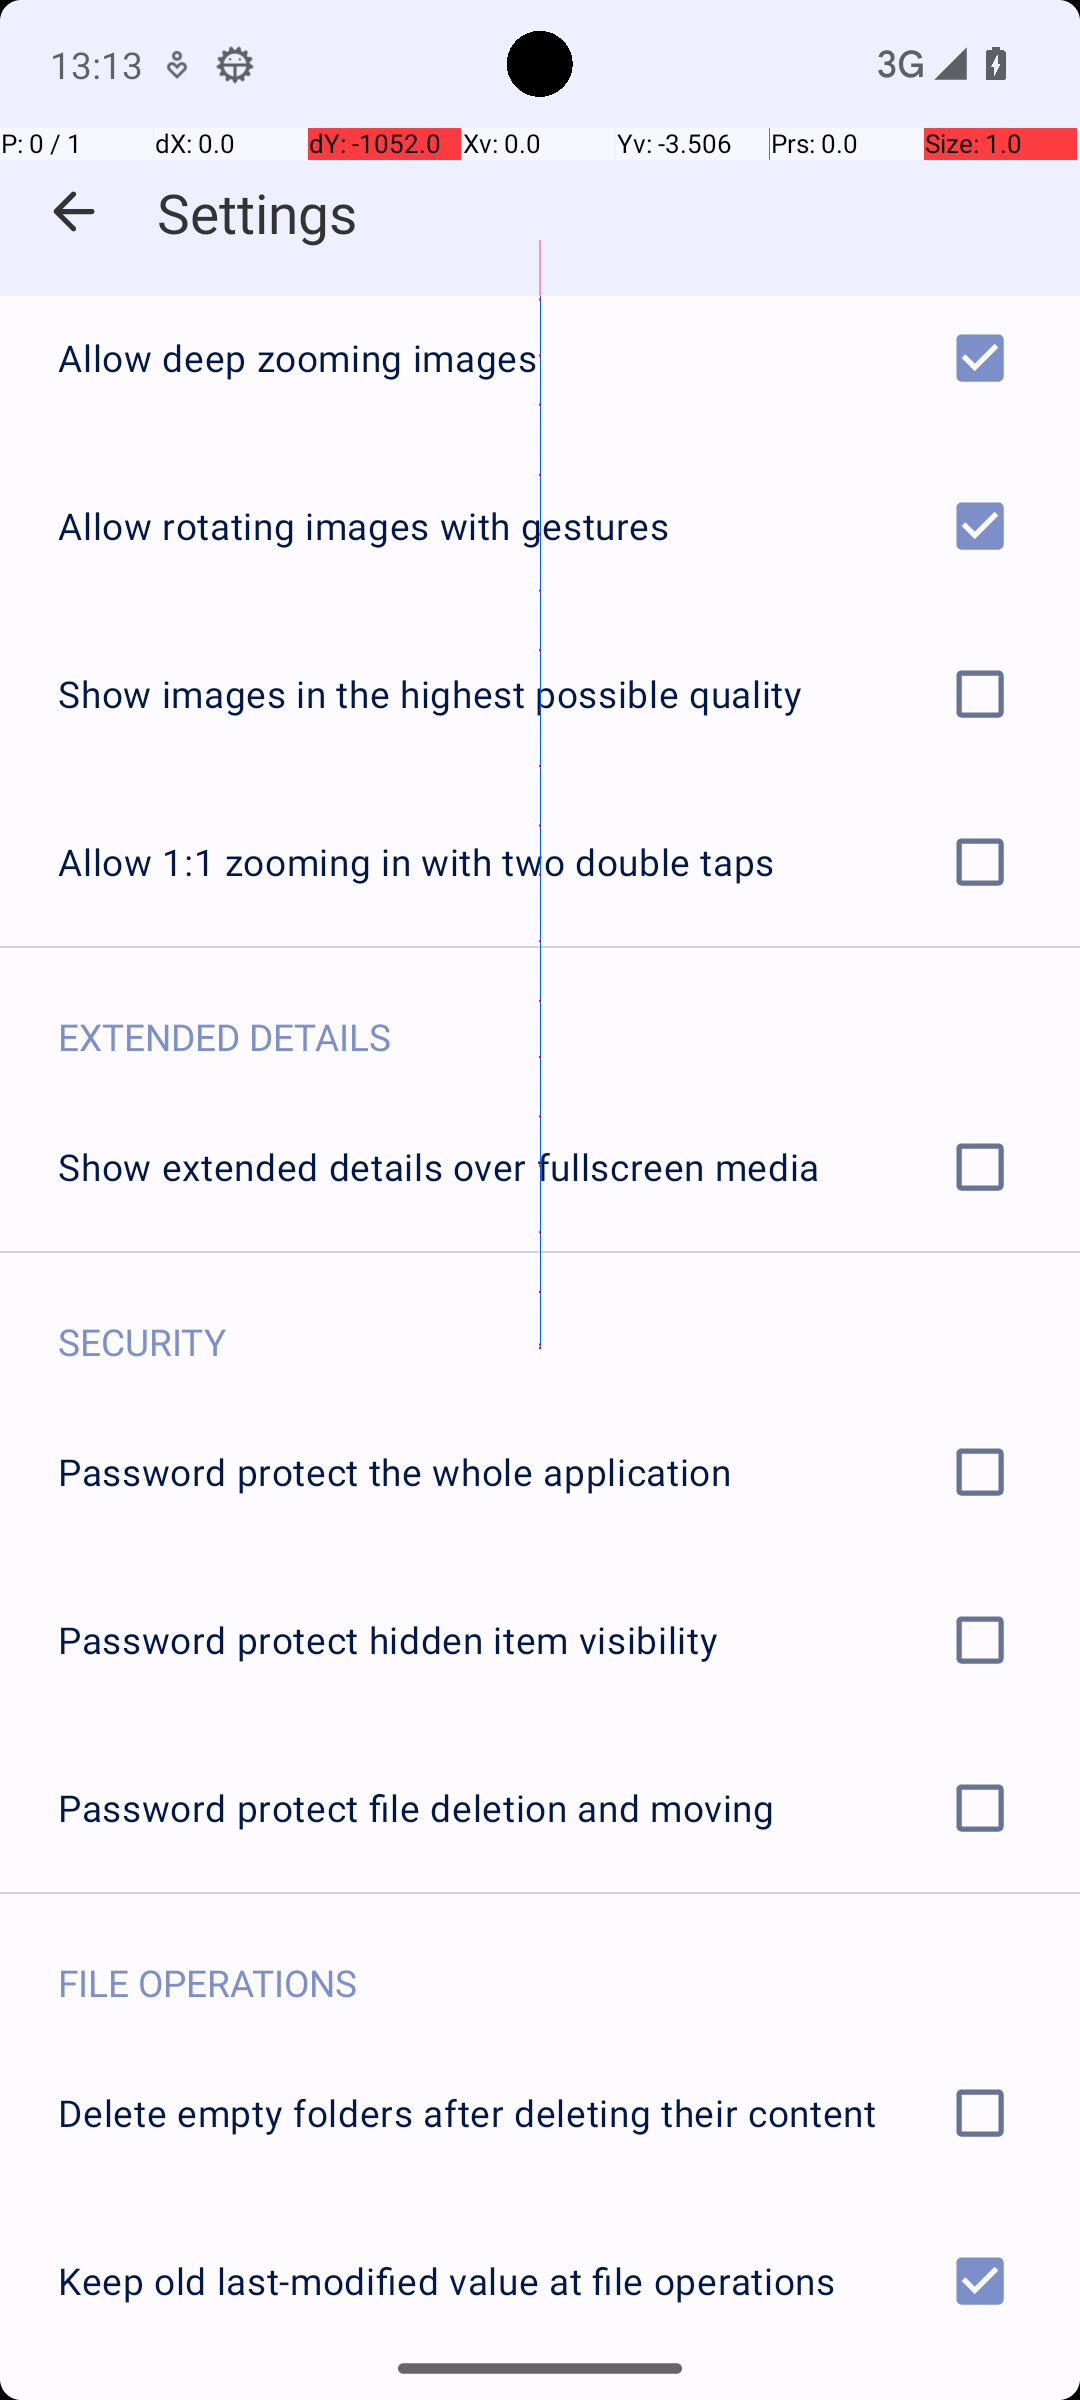 13:13
3G
P: 0 / 1 dX: 0.0 dY: -1052.0 Xv: 0.0 Yv: -3.506 Prs: 0.0 Size: 1.0
Settings
Allow deep zooming images
Allow rotating images with gestures
Show images in the highest possible quality
Allow 1:1 zooming in with two double taps
EXTENDED DETAILS
Show extended details over fullscreen media
SECURITY
Password protect the whole application
Password protect hidden item visibility
Password protect file deletion and moving
FILE OPERATIONS
Delete empty folders after deleting their content
Keep old last-modified value at file operations